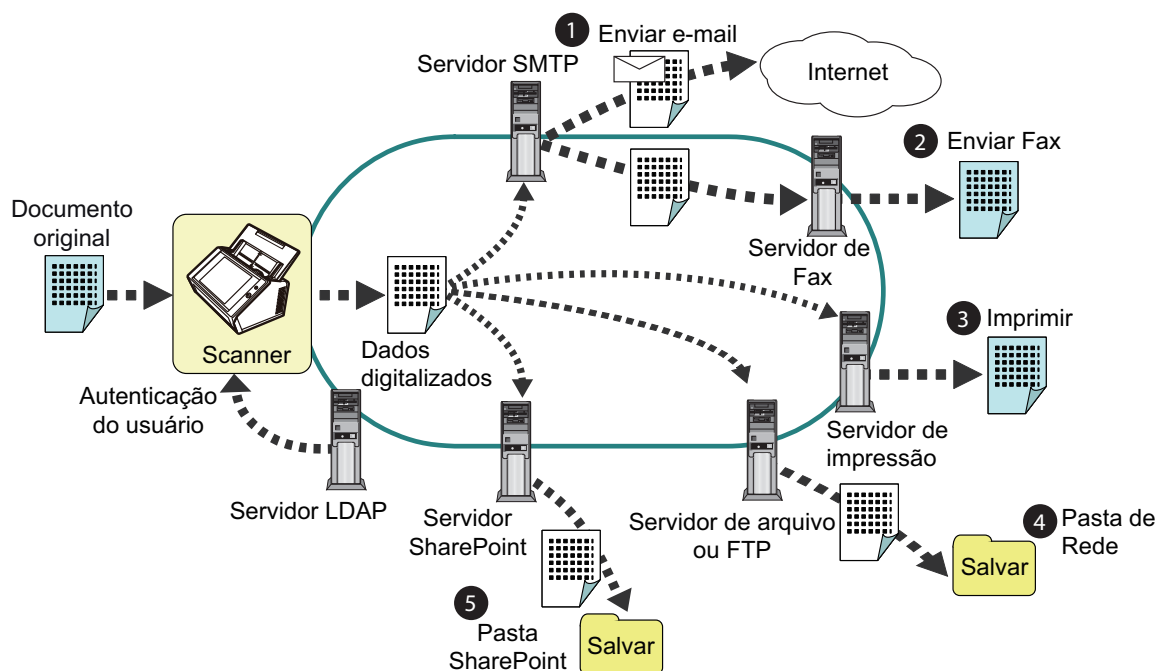 1 Enviar e-mail
Servidor SMTP
Internet
2 Enviar Fax
Documento
original
Servidor de
Fax
3 Imprimir
Scanner
Dados
digitalizados
Autenticação
do usuário
Servidor de
impressão
Servidor LDAP
Servidor
SharePoint
Servidor de arquivo
ou FTP
4 Pasta de
Rede
Salvar
5
Pasta
SharePoint
Salvar